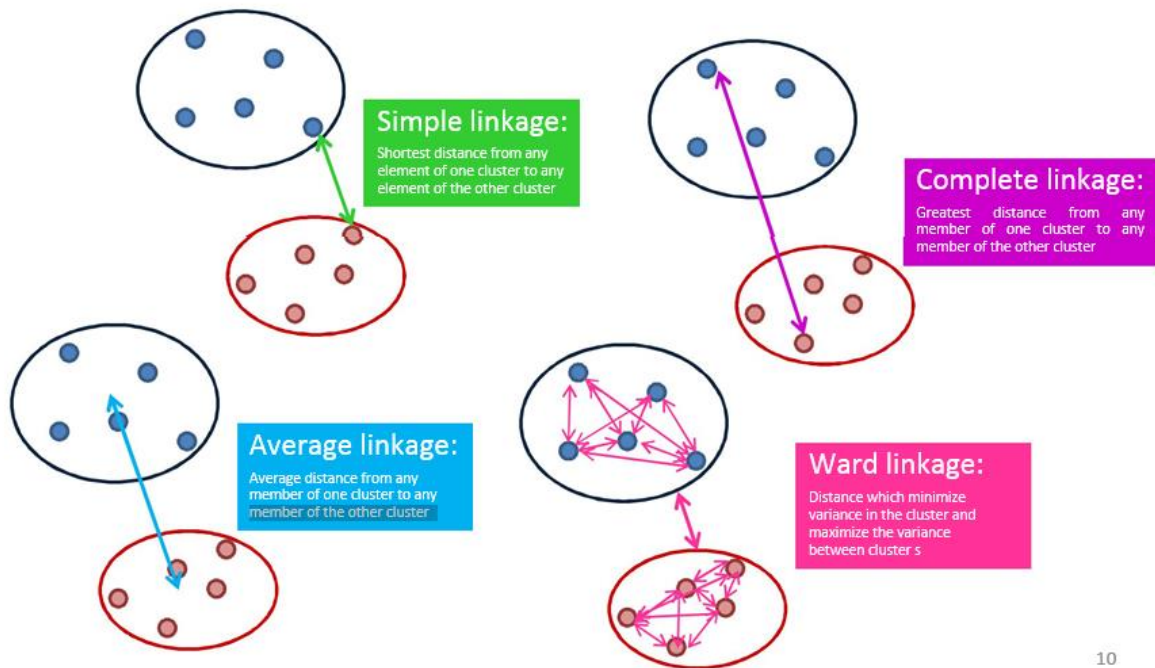 Simple linkage:
Shortest distance from any
element of one cluster to any
element of the other cluster
Complete linkage:
Greatest distance from any
member of one cluster to any
member of the other cluster
Average linkage:
Average distance from any
member of one cluster to any
member of the other cluster
Ward linkage:
Distance which minimize
variance in the cluster and
maximize the variance
between cluster s
10